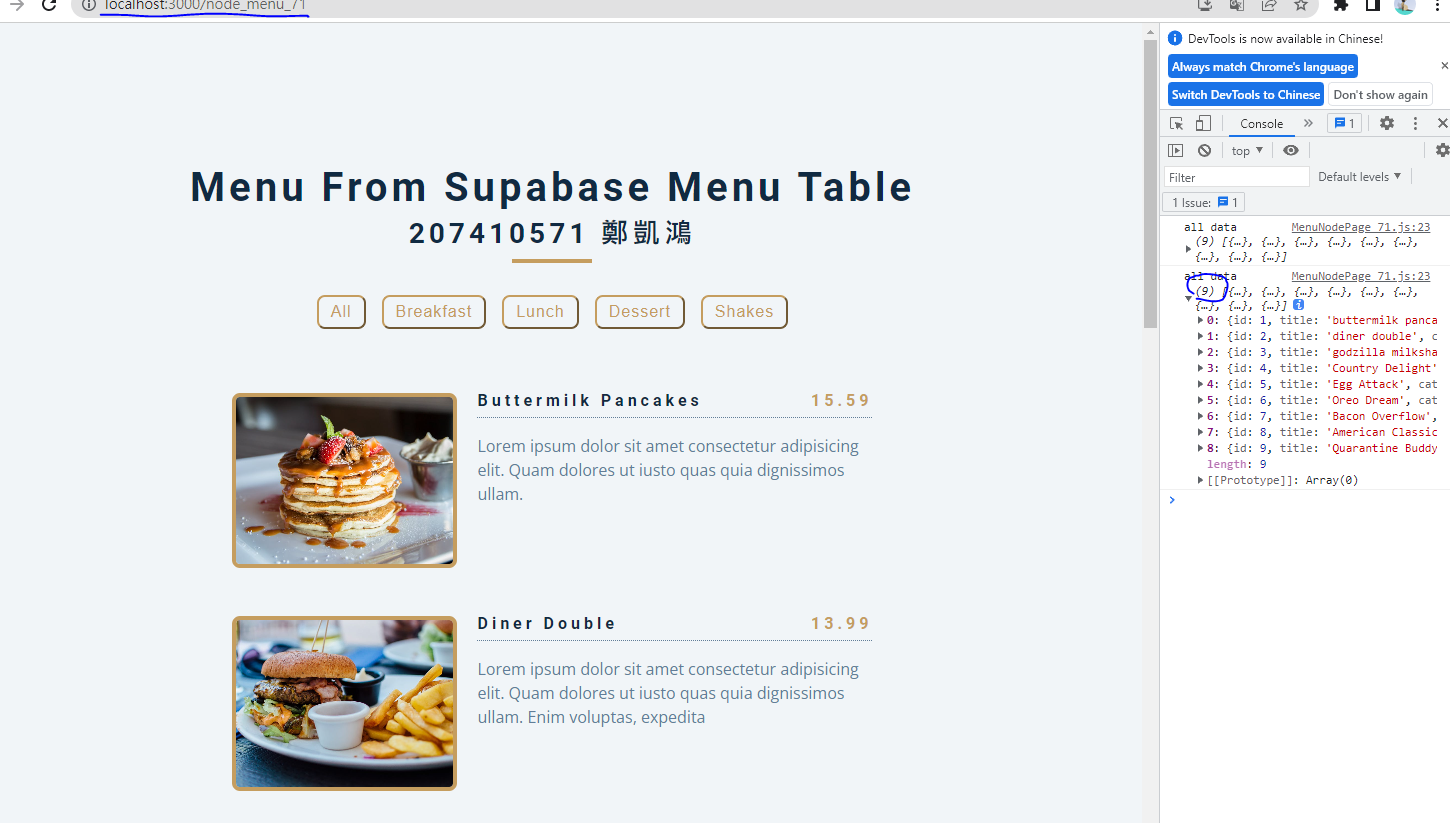 localhost:3000/node_menu_71
DevTools is now available in Chinese!
Always match Chrome's language
Switch DevTools to Chinese Don't show again
Console » 1
top
Filter Default levels
1 Issue: 1
all data MenuNodePage_71.js:23
(9) [{…}, {…}, {…}, {…}, {…}, {…},
{…}, {…}, {…}]
all data MenuNodePage_71.js:23
(9) [{…}, {…}, {…}, {…}, {…}, {…},
{…}, {…}, {…}]
0: {id: 1, title: 'buttermilk panca
1: {id: 2, title: 'diner double', c
2: {id: 3, title: 'godzilla milksha
3: {id: 4, title: 'Country Delight'
4: {id: 5, title: 'Egg Attack', cat
5: {id: 6, title: 'Oreo Dream', cat
6: {id: 7, title: 'Bacon Overflow',
7: {id: 8, title: 'American Classic
8: {id: 9, title: 'Quarantine Buddy
length: 9
[[Prototype]]: Array(0)
Menu From Supabase Menu Table
207410571 鄭凱鴻
All Breakfast Lunch Dessert Shakes
Buttermilk Pancakes 15.59
Lorem ipsum dolor sit amet consectetur adipisicing
elit. Quam dolores ut iusto quas quia dignissimos
ullam.
Diner Double 13.99
Lorem ipsum dolor sit amet consectetur adipisicing
elit. Quam dolores ut iusto quas quia dignissimos
ullam. Enim voluptas, expedita